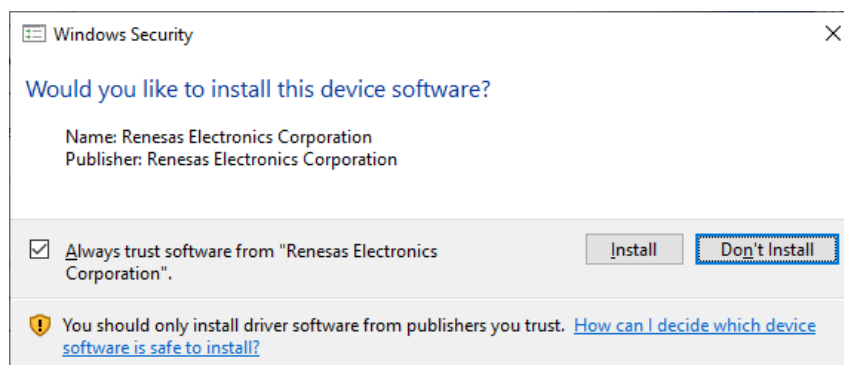 Windows Security
Would you like to install this device software?
Name: Renesas Electronics Corporation
Publisher: Renesas Electronics Corporation
Always trust software from "Renesas Electronics
Corporation".
Install
Don't Install
You should only install driver software from publishers you trust. How can I decide which device
software is safe to install?